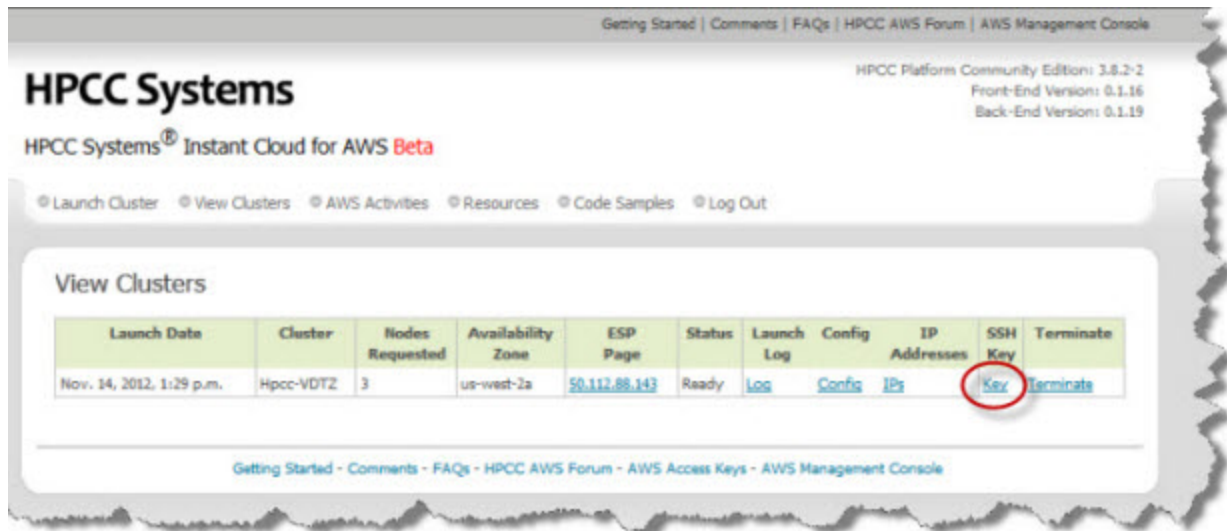 Getting Started | Comments | FAQs | HPCC AWS Forum | AWS Management Console
HPCC Systems
HPCC Platform Community Edition: 3.8.2-2
Front-End Version: 0.1.16
Back-End Version: 0.1.19
HPCC Systems® Instant Cloud for AWS Beta
Launch Cluster View Clusters AWS Activities Resources Code Samples Log Out
View Clusters
Launch Date Cluster Nodes Requested Availability Zone ESP Page Status Launch Log Config IP Addresses SSH Key Terminate
Nov. 14, 2012, 1:29 p.m. Hpcc-VDTZ 3 us-west-2a 50.112.88.143 Ready Log Config IPs Key Terminate
Getting Started - Comments - FAQs - HPCC AWS Forum - AWS Access Keys - AWS Management Console